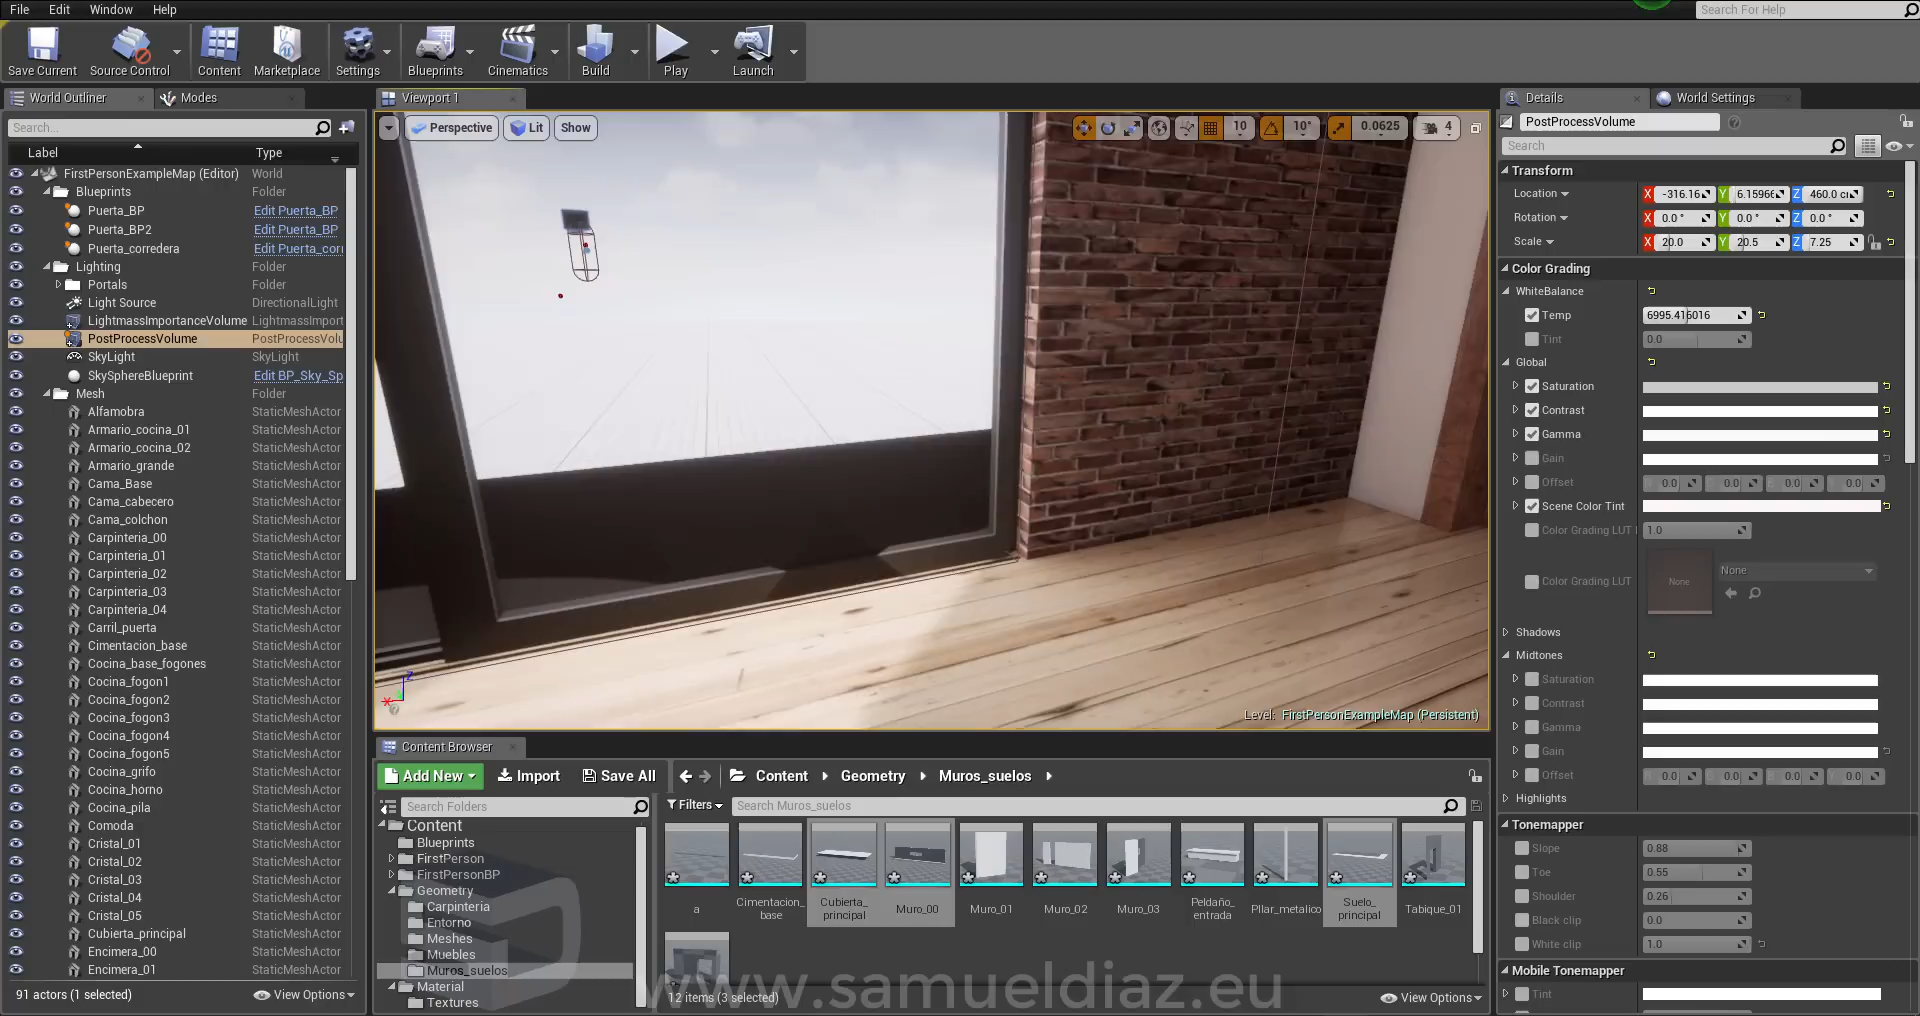 File Edit Window Help
Search For Help
Save Current Source Control Content Marketplace Settings Blueprints Cinematics Build Play Launch
World Outliner Modes
Search...
Label Type
FirstPersonExampleMap (Editor) World
Blueprints Folder
Puerta_BP Edit Puerta_BP
Puerta_BP2 Edit Puerta_BP
Puerta_corredera Edit Puerta_corr
Lighting Folder
Portals Folder
Light Source DirectionalLight
LightmassImportanceVolume LightmassImport
PostProcessVolume PostProcessVolu
SkyLight SkyLight
SkySphereBlueprint Edit BP_Sky_Sp
Mesh Folder
Alfamobra StaticMeshActor
Armario_cocina_01 StaticMeshActor
Armario_cocina_02 StaticMeshActor
Armario_grande StaticMeshActor
Cama_Base StaticMeshActor
Cama_cabecero StaticMeshActor
Cama_colchon StaticMeshActor
Carpinteria_00 StaticMeshActor
Carpinteria_01 StaticMeshActor
Carpinteria_02 StaticMeshActor
Carpinteria_03 StaticMeshActor
Carpinteria_04 StaticMeshActor
Carril_puerta StaticMeshActor
Cimentacion_base StaticMeshActor
Cocina_base_fogones StaticMeshActor
Cocina_fogon1 StaticMeshActor
Cocina_fogon2 StaticMeshActor
Cocina_fogon3 StaticMeshActor
Cocina_fogon4 StaticMeshActor
Cocina_fogon5 StaticMeshActor
Cocina_grifo StaticMeshActor
Cocina_horno StaticMeshActor
Cocina_pila StaticMeshActor
Comoda StaticMeshActor
Cristal_01 StaticMeshActor
Cristal_02 StaticMeshActor
Cristal_03 StaticMeshActor
Cristal_04 StaticMeshActor
Cristal_05 StaticMeshActor
Cubierta_principal StaticMeshActor
Encimera_00 StaticMeshActor
Encimera_01 StaticMeshActor
91 actors (1 selected) View Options
Viewport 1
Perspective Lit Show 10 10° 0.0625 4
Level: FirstPersonExampleMap (Persistent)
Content Browser
Add New Import Save All Content Geometry Muros_suelos
Search Folders
Filters Search Muros_suelos
Content
Blueprints
FirstPerson
FirstPersonBP
Geometry
Carpinteria
Entorno
Meshes
Muebles
Muros_suelos
Material
Textures
a
Cimentacion_
base
Cubierta_
principal
Muro_00
Muro_01
Muro_02
Muro_03
Peldaño_
entrada
PIlar_metalico
Suelo_
principal
Tabique_01
12 items (3 selected) View Options
www.samueldiaz.eu
Details World Settings
PostProcessVolume
Search
Transform
Location X -316.16 Y 6.15966 Z 460.0 c
Rotation X 0.0 ° Y 0.0 ° Z 0.0 °
Scale X 20.0 Y 20.5 Z 7.25
Color Grading
WhiteBalance
Temp 6995.416016
Tint 0.0
Global
Saturation
Contrast
Gamma
Gain
Offset 0.0 0.0 0.0 0.0
Scene Color Tint
Color Grading LUT I 1.0
Color Grading LUT None None
Shadows
Midtones
Saturation
Contrast
Gamma
Gain
Offset 0.0 0.0 0.0 0.0
Highlights
Tonemapper
Slope 0.88
Toe 0.55
Shoulder 0.26
Black clip 0.0
White clip 1.0
Mobile Tonemapper
Tint